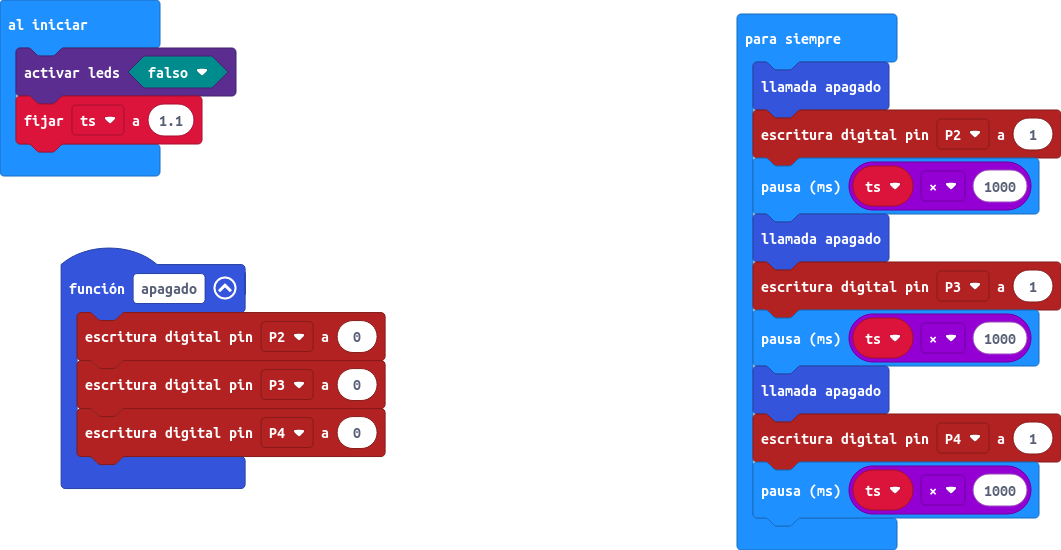 al iniciar
activar leds falso
fijar ts a 1.1
función apagado
escritura digital pin P2 a 0
escritura digital pin P3 a 0
escritura digital pin P4 a 0
para siempre
llamada apagado
escritura digital pin P2 a 1
pausa (ms) ts × 1000
llamada apagado
escritura digital pin P3 a 1
pausa (ms) ts × 1000
llamada apagado
escritura digital pin P4 a 1
pausa (ms) ts × 1000